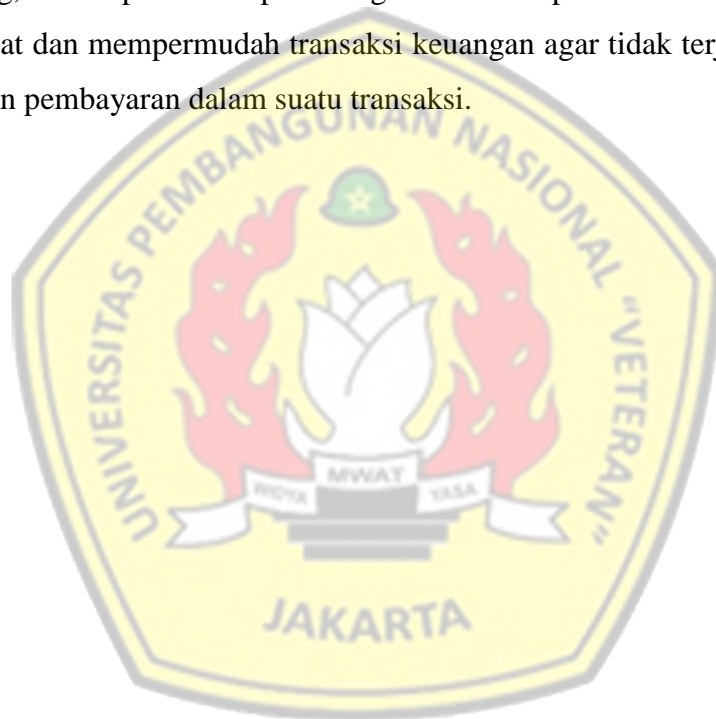 at dan mempermudah transaksi keuangan agar tidak terj
n pembayaran dalam suatu transaksi.
UNIVERSITAS PEMBANGUNAN NASIONAL "VETERAN"
WIDYA MWAT YASA
JAKARTA